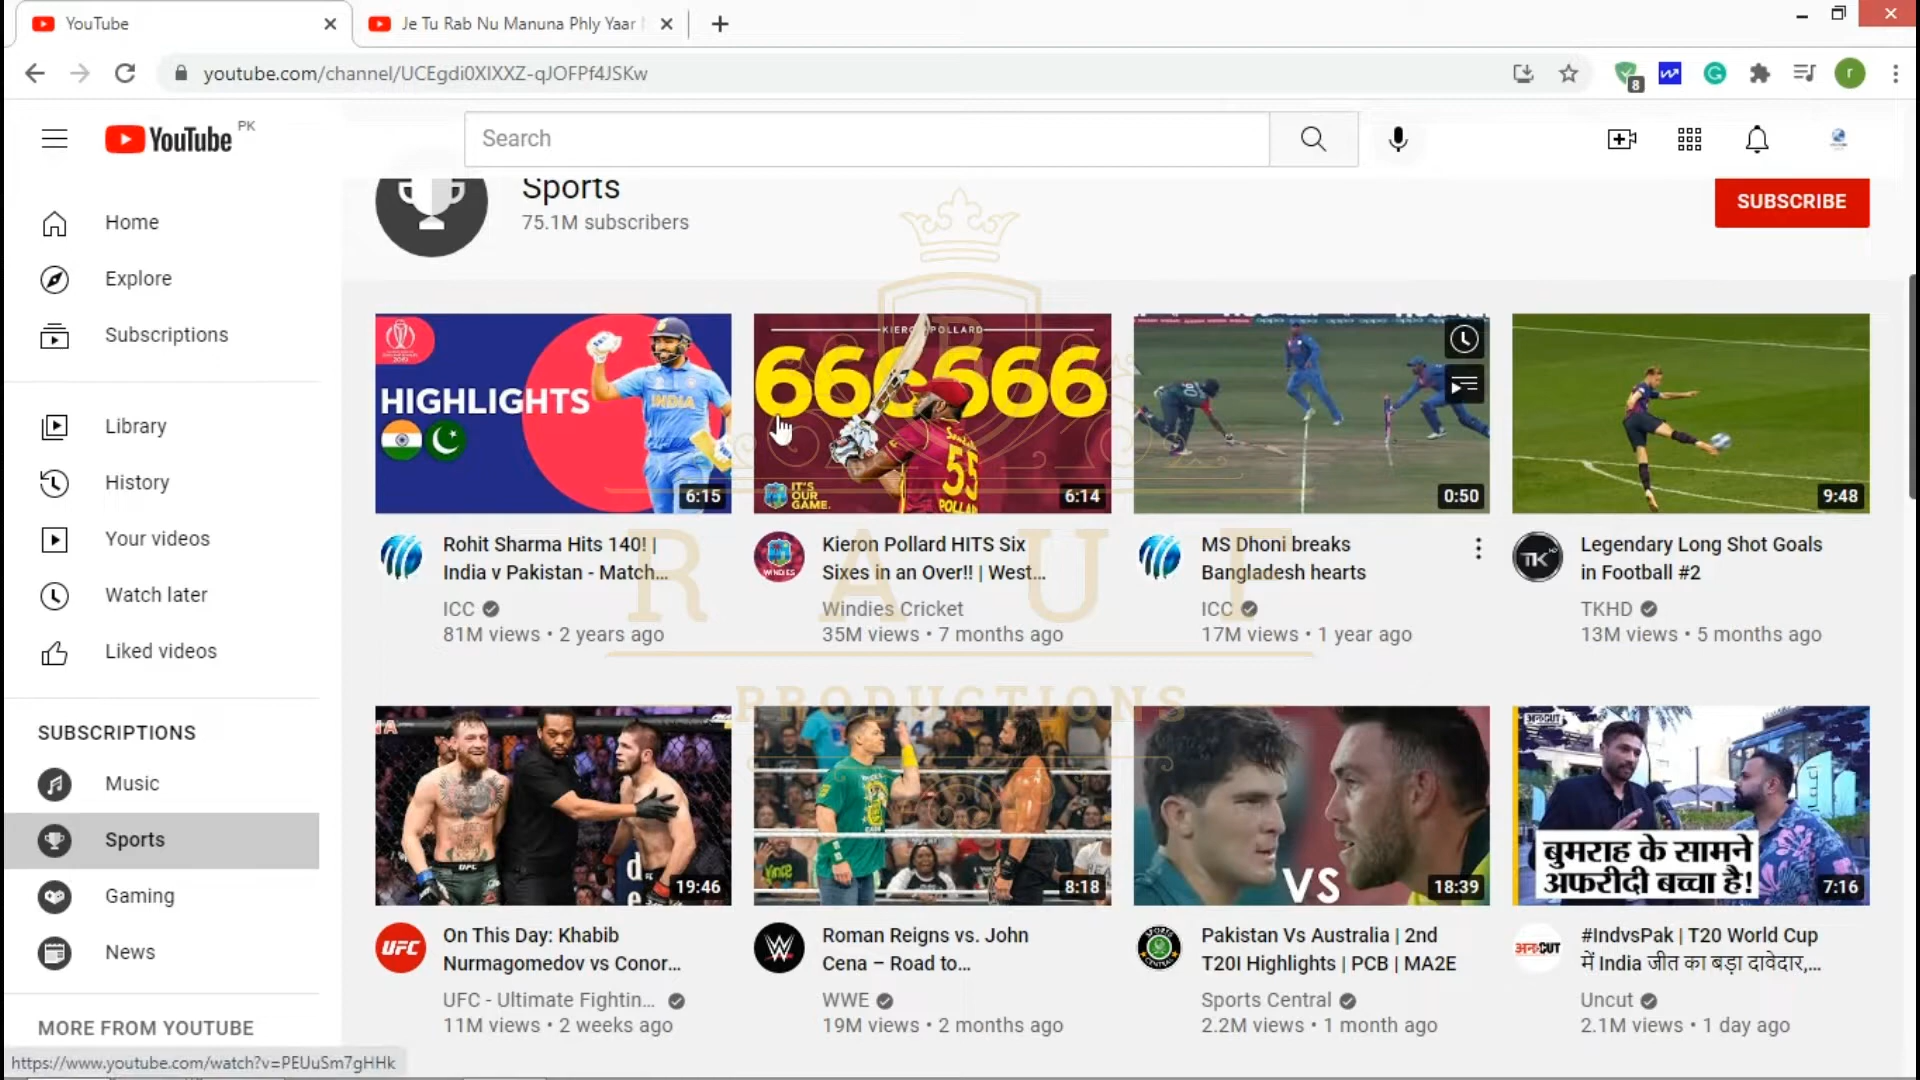 YouTube
Je Tu Rab Nu Manuna Phly Yaar
youtube.com/channel/UCEgdi0XIXXZ-qJOFPf4JSKw
8
r
YouTube PK
Search
Home
Explore
Subscriptions
Library
History
Your videos
Watch later
Liked videos
SUBSCRIPTIONS
Music
Sports
Gaming
News
MORE FROM YOUTUBE
https://www.youtube.com/watch?v=PEUuSm7gHHk
Sports
75.1M subscribers
SUBSCRIBE
HIGHLIGHTS
INDIA
6:15
KIERON POLLARD
666666
55
POLLARD
IT'S
OUR
GAME.
6:14
0:50
9:48
Rohit Sharma Hits 140! |
India v Pakistan - Match...
ICC
81M views • 2 years ago
WINDIES
Kieron Pollard HITS Six
Sixes in an Over!! | West...
Windies Cricket
35M views • 7 months ago
MS Dhoni breaks
Bangladesh hearts
ICC
17M views • 1 year ago
TK
Legendary Long Shot Goals
in Football #2
TKHD
13M views • 5 months ago
RAUF
PRODUCTIONS
19:46
8:18
VS
18:39
बुमराह के सामने
अफरीदी बच्चा है!
7:16
UFC
On This Day: Khabib
Nurmagomedov vs Conor...
UFC - Ultimate Fightin...
11M views • 2 weeks ago
Roman Reigns vs. John
Cena – Road to...
WWE
19M views • 2 months ago
Pakistan Vs Australia | 2nd
T20I Highlights | PCB | MA2E
Sports Central
2.2M views • 1 month ago
#IndvsPak | T20 World Cup
में India जीत का बड़ा दावेदार,...
Uncut
2.1M views • 1 day ago